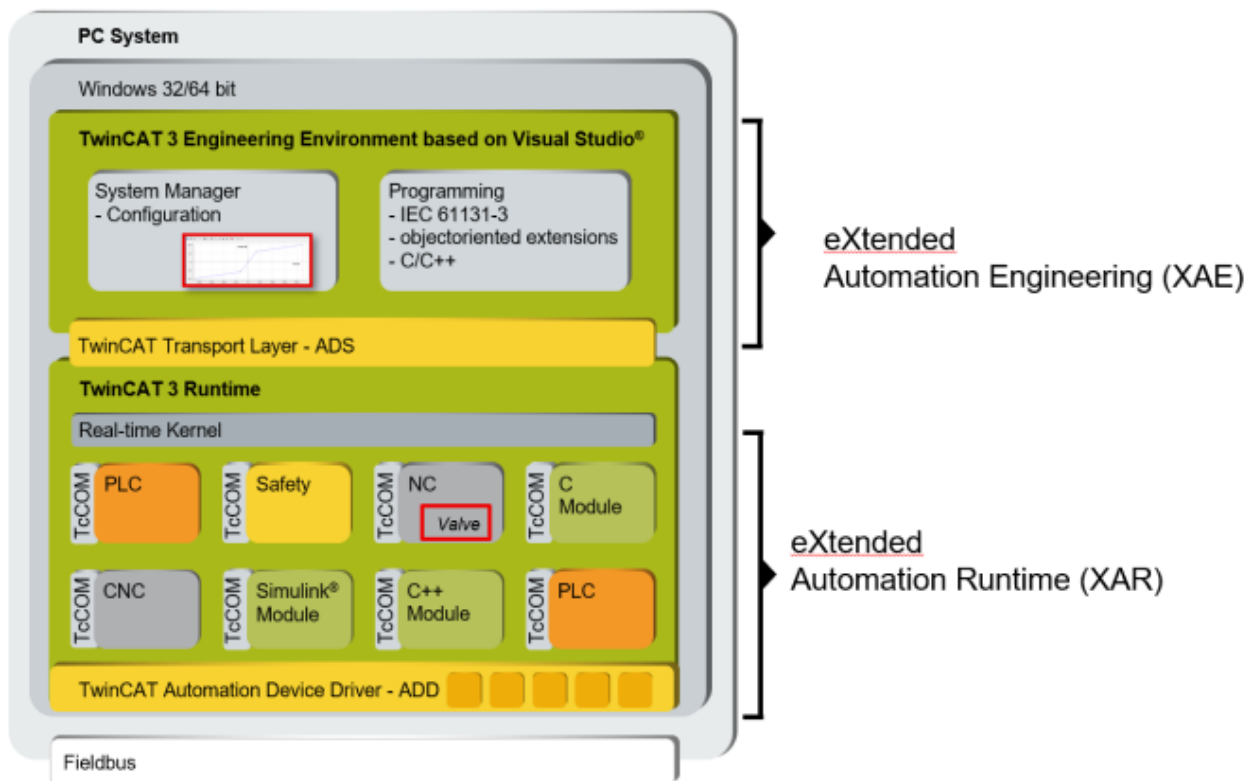 PC System
Windows 32/64 bit
TwinCAT 3 Engineering Environment based on Visual Studio®
System Manager
- Configuration
Programming
- IEC 61131-3
- objectoriented extensions
- C/C++
eXtended
Automation Engineering (XAE)
TwinCAT Transport Layer - ADS
TwinCAT 3 Runtime
Real-time Kernel
TcCOM
PLC
TcCOM
Safety
TcCOM
NC
Valve
TcCOM
C
Module
eXtended
Automation Runtime (XAR)
TcCOM
CNC
TcCOM
Simulink®
Module
TcCOM
C++
Module
TcCOM
PLC
TwinCAT Automation Device Driver - ADD
Fieldbus